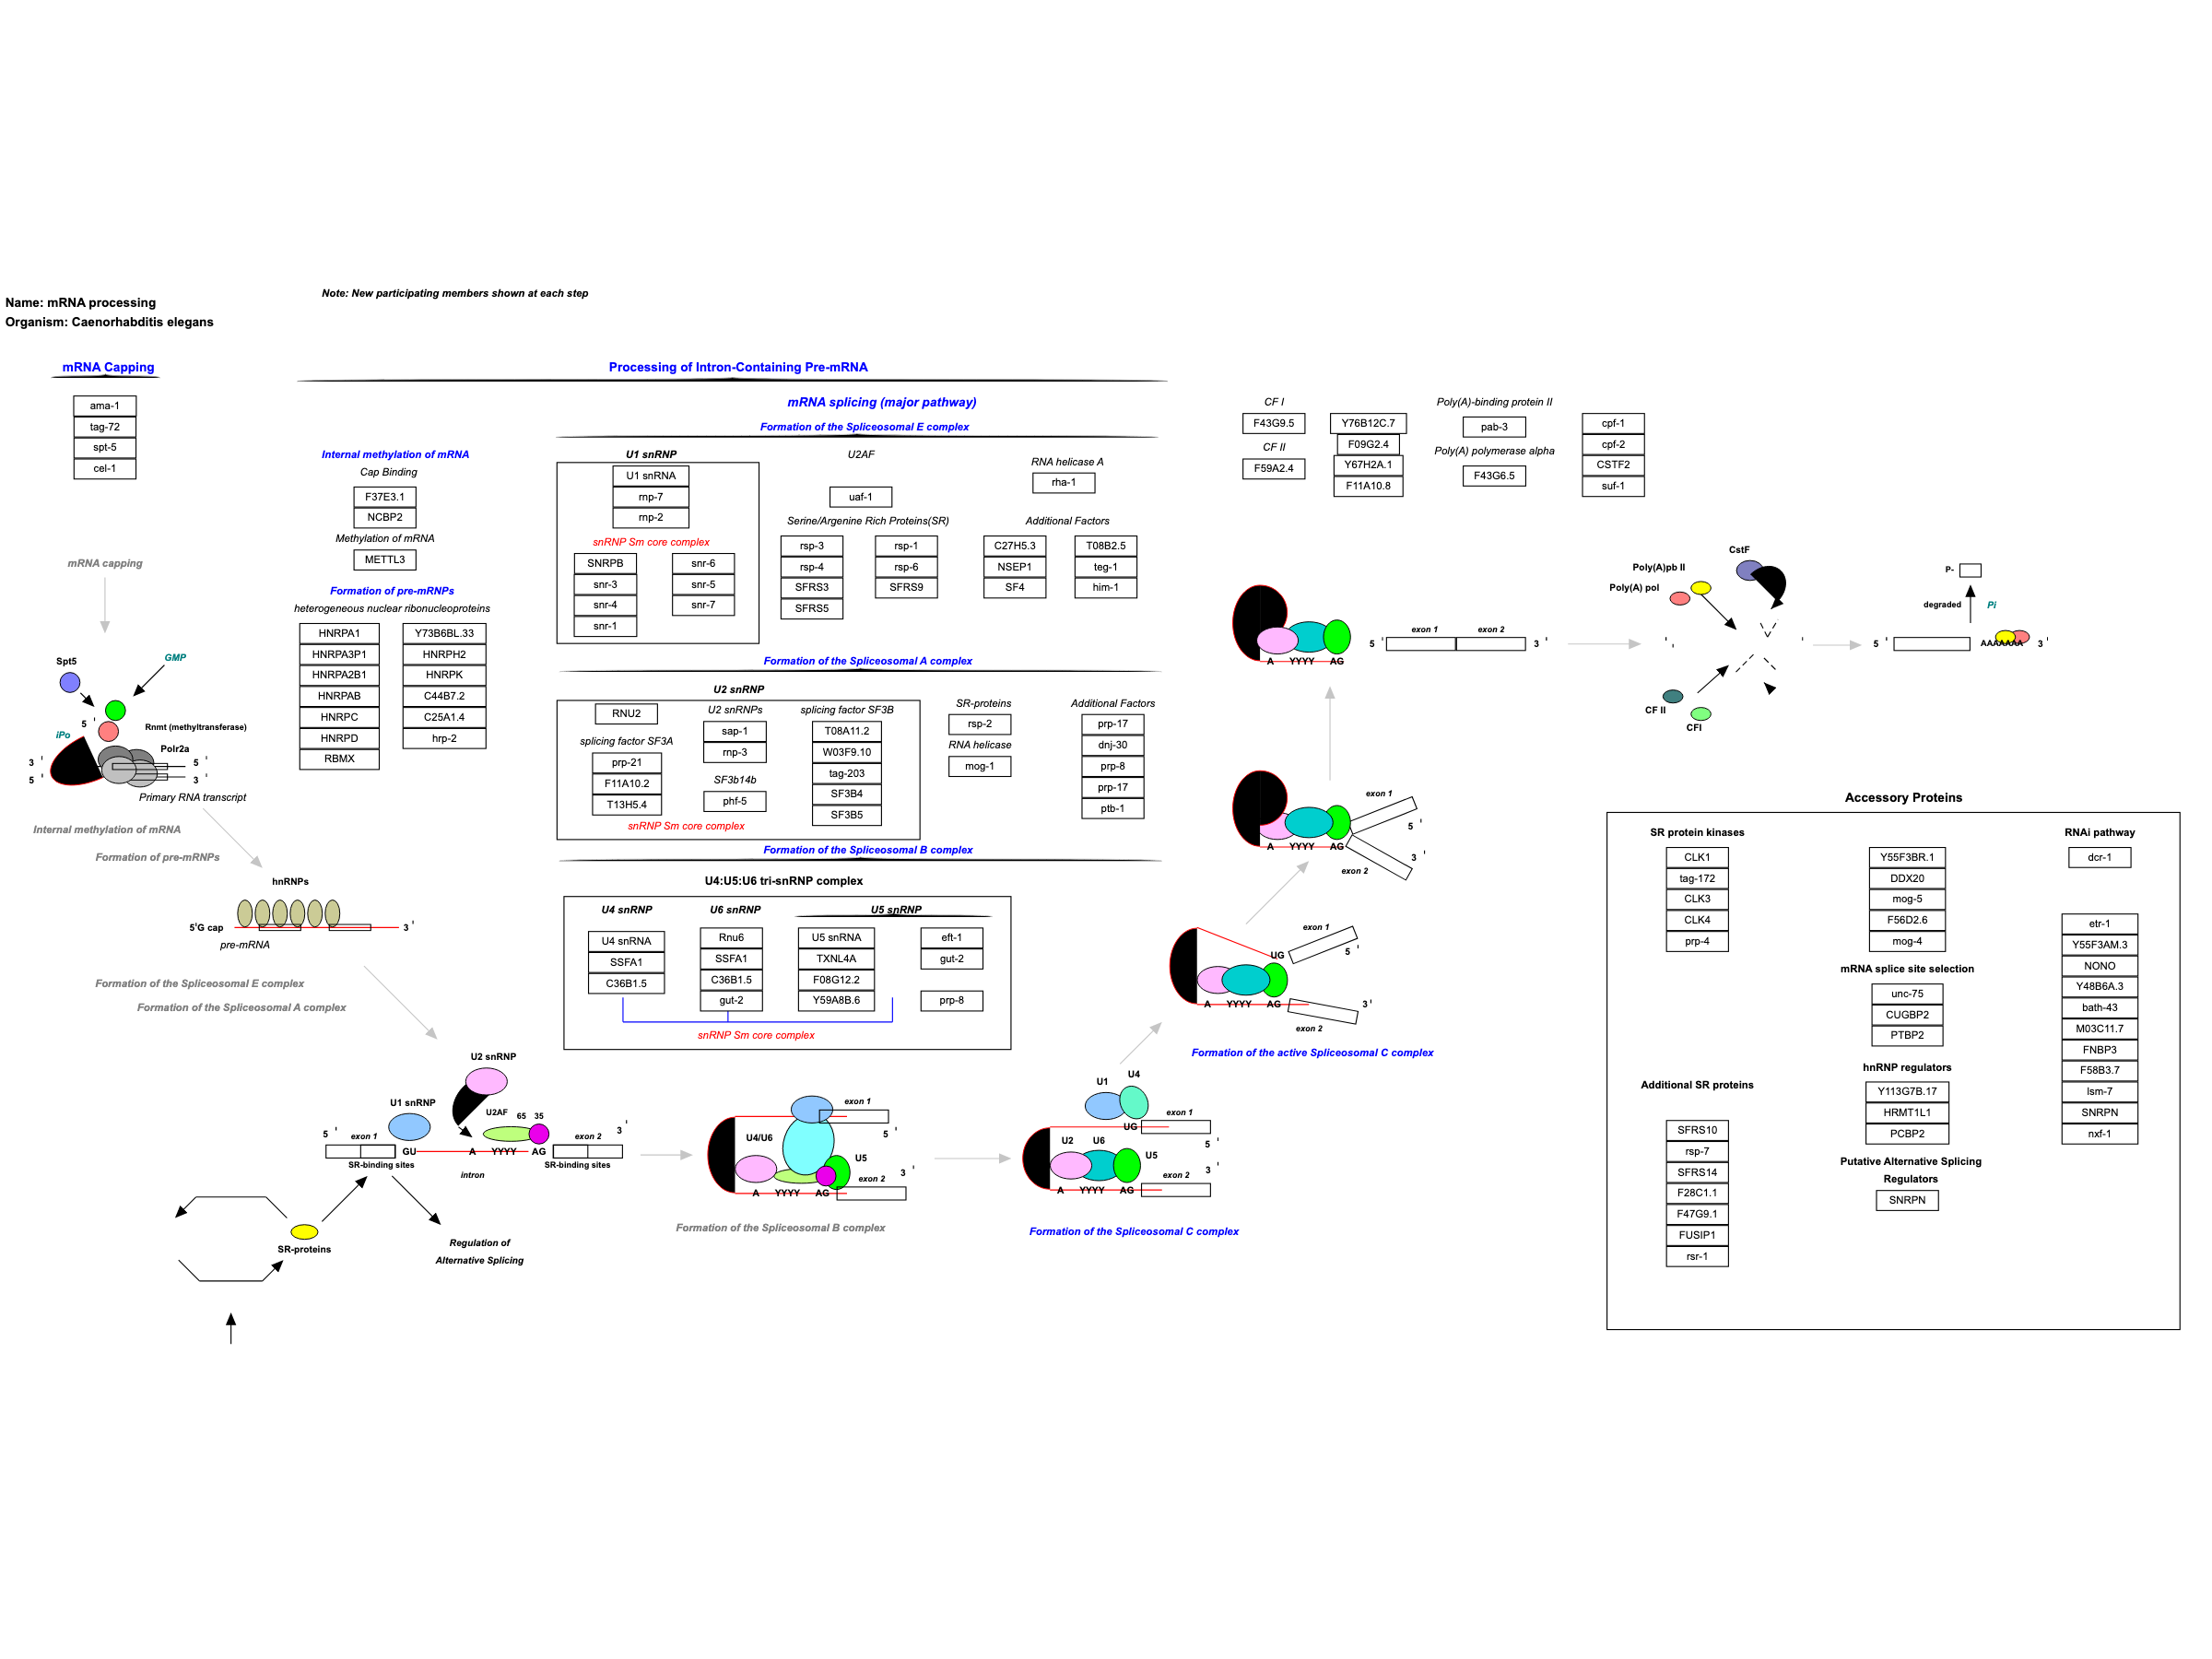 Name: mRNA processing
Organism: Caenorhabditis elegans
Note: New participating members shown at each step
mRNA Capping
ama-1
tag-72
spt-5
cel-1
mRNA capping
Spt5
GMP
5 '
Rnmt (methyltransferase)
iPo
Polr2a
3 '
5 '
5 '
3 '
Primary RNA transcript
Internal methylation of mRNA
Formation of pre-mRNPs
hnRNPs
5'G cap
3 '
pre-mRNA
Formation of the Spliceosomal E complex
Formation of the Spliceosomal A complex
Processing of Intron-Containing Pre-mRNA
mRNA splicing (major pathway)
Formation of the Spliceosomal E complex
Internal methylation of mRNA
Cap Binding
F37E3.1
NCBP2
Methylation of mRNA
METTL3
Formation of pre-mRNPs
heterogeneous nuclear ribonucleoproteins
HNRPA1
HNRPA3P1
HNRPA2B1
HNRPAB
HNRPC
HNRPD
RBMX
Y73B6BL.33
HNRPH2
HNRPK
C44B7.2
C25A1.4
hrp-2
U1 snRNP
U1 snRNA
rnp-7
rnp-2
snRNP Sm core complex
SNRPB
snr-3
snr-4
snr-1
snr-6
snr-5
snr-7
U2AF
uaf-1
RNA helicase A
rha-1
Serine/Argenine Rich Proteins(SR)
rsp-3
rsp-4
SFRS3
SFRS5
rsp-1
rsp-6
SFRS9
Additional Factors
C27H5.3
NSEP1
SF4
T08B2.5
teg-1
him-1
Formation of the Spliceosomal A complex
U2 snRNP
RNU2
splicing factor SF3A
prp-21
F11A10.2
T13H5.4
snRNP Sm core complex
U2 snRNPs
sap-1
rnp-3
SF3b14b
phf-5
splicing factor SF3B
T08A11.2
W03F9.10
tag-203
SF3B4
SF3B5
SR-proteins
rsp-2
RNA helicase
mog-1
Additional Factors
prp-17
dnj-30
prp-8
prp-17
ptb-1
Formation of the Spliceosomal B complex
U4:U5:U6 tri-snRNP complex
U4 snRNP
U4 snRNA
SSFA1
C36B1.5
U6 snRNP
Rnu6
SSFA1
C36B1.5
gut-2
U5 snRNP
U5 snRNA
TXNL4A
F08G12.2
Y59A8B.6
eft-1
gut-2
prp-8
snRNP Sm core complex
U2 snRNP
U1 snRNP
U2AF 65 35
5 '
exon 1
GU
A
YYYY
AG
exon 2
3 '
SR-binding sites
intron
SR-binding sites
SR-proteins
Regulation of
Alternative Splicing
exon 1
5 '
U4/U6
U5
3 '
exon 2
A
YYYY
AG
Formation of the Spliceosomal B complex
U1
U4
exon 1
UG
5 '
U2
U6
U5
3 '
exon 2
A
YYYY
AG
Formation of the Spliceosomal C complex
exon 1
UG
5 '
A
YYYY
AG
3 '
exon 2
Formation of the active Spliceosomal C complex
exon 1
5 '
A
YYYY
AG
3 '
exon 2
A
YYYY
AG
5 '
exon 1
exon 2
3 '
CF I
F43G9.5
CF II
F59A2.4
Y76B12C.7
F09G2.4
Y67H2A.1
F11A10.8
Poly(A)-binding protein II
pab-3
Poly(A) polymerase alpha
F43G6.5
cpf-1
cpf-2
CSTF2
suf-1
CstF
Poly(A)pb II
Poly(A) pol
CF II
CFI
P-
degraded
Pi
5 '
AAAAAAA
3 '
Accessory Proteins
SR protein kinases
CLK1
tag-172
CLK3
CLK4
prp-4
Additional SR proteins
SFRS10
rsp-7
SFRS14
F28C1.1
F47G9.1
FUSIP1
rsr-1
Y55F3BR.1
DDX20
mog-5
F56D2.6
mog-4
mRNA splice site selection
unc-75
CUGBP2
PTBP2
hnRNP regulators
Y113G7B.17
HRMT1L1
PCBP2
Putative Alternative Splicing
Regulators
SNRPN
RNAi pathway
dcr-1
etr-1
Y55F3AM.3
NONO
Y48B6A.3
bath-43
M03C11.7
FNBP3
F58B3.7
lsm-7
SNRPN
nxf-1